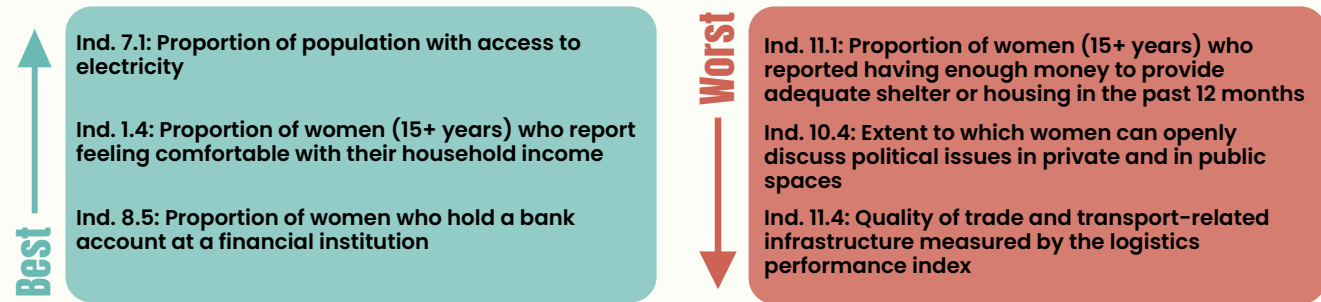 Best
Ind. 7.1: Proportion of population with access to
electricity
Ind. 1.4: Proportion of women (15+ years) who report
feeling comfortable with their household income
Ind. 8.5: Proportion of women who hold a bank
account at a financial institution
Worst
Ind. 11.1: Proportion of women (15+ years) who
reported having enough money to provide
adequate shelter or housing in the past 12 months
Ind. 10.4: Extent to which women can openly
discuss political issues in private and in public
spaces
Ind. 11.4: Quality of trade and transport-related
infrastructure measured by the logistics
performance index